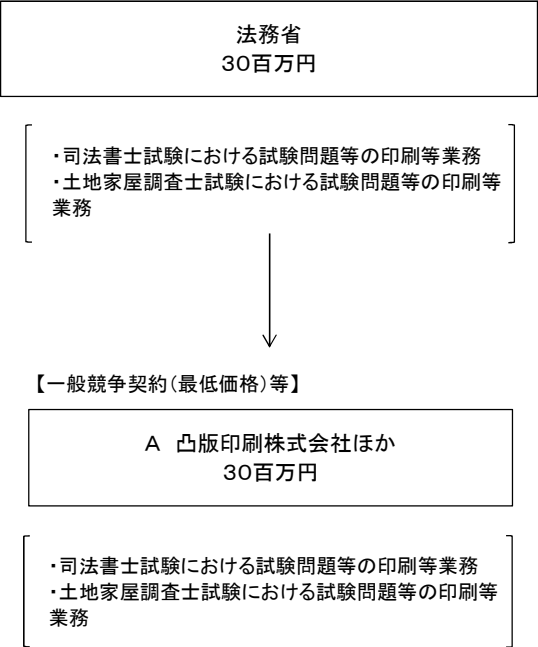 法務省
30百万円
・司法書士試験における試験問題等の印刷等業務
・土地家屋調査士試験における試験問題等の印刷等
業務
【一般競争契約(最低価格)等】
A 凸版印刷株式会社ほか
30百万円
・司法書士試験における試験問題等の印刷等業務
・土地家屋調査士試験における試験問題等の印刷等
業務